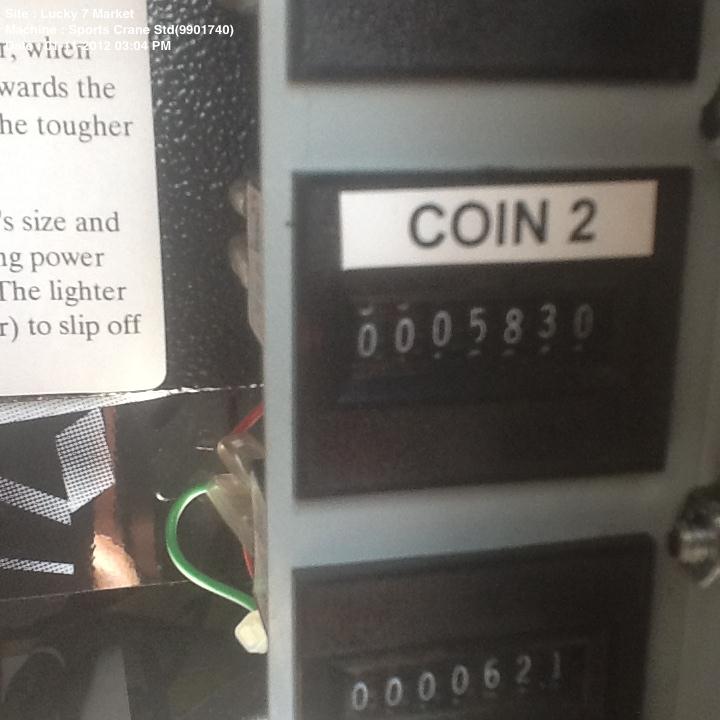 Site : Lucky 7 Market
Machine : Sports Crane Std(9901740)
2012 03:04 PM
r, when
wards the
he tougher
's size and
ng power
The lighter
r) to slip off
COIN 2
0005830
0000621